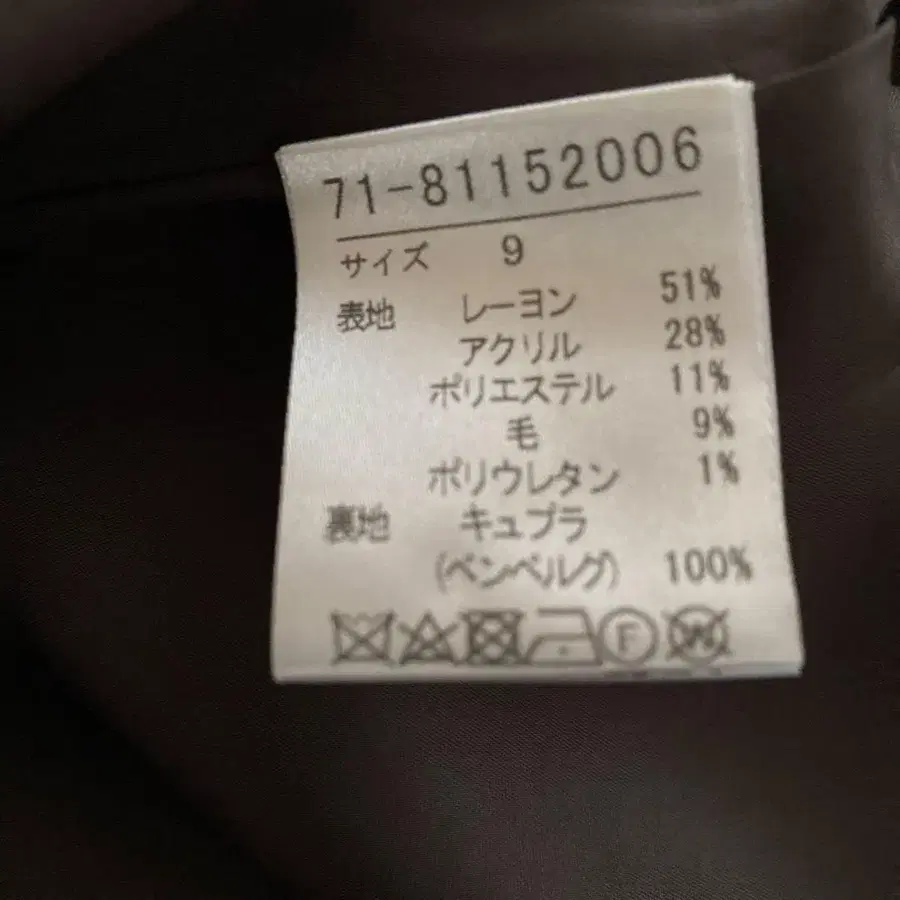 71-81152006
サイズ 9
表地 レーヨン 51%
アクリル 28%
ポリエステル 11%
毛 9%
ポリウレタン 1%
裏地 キュプラ
(ベンベルグ) 100%
F W